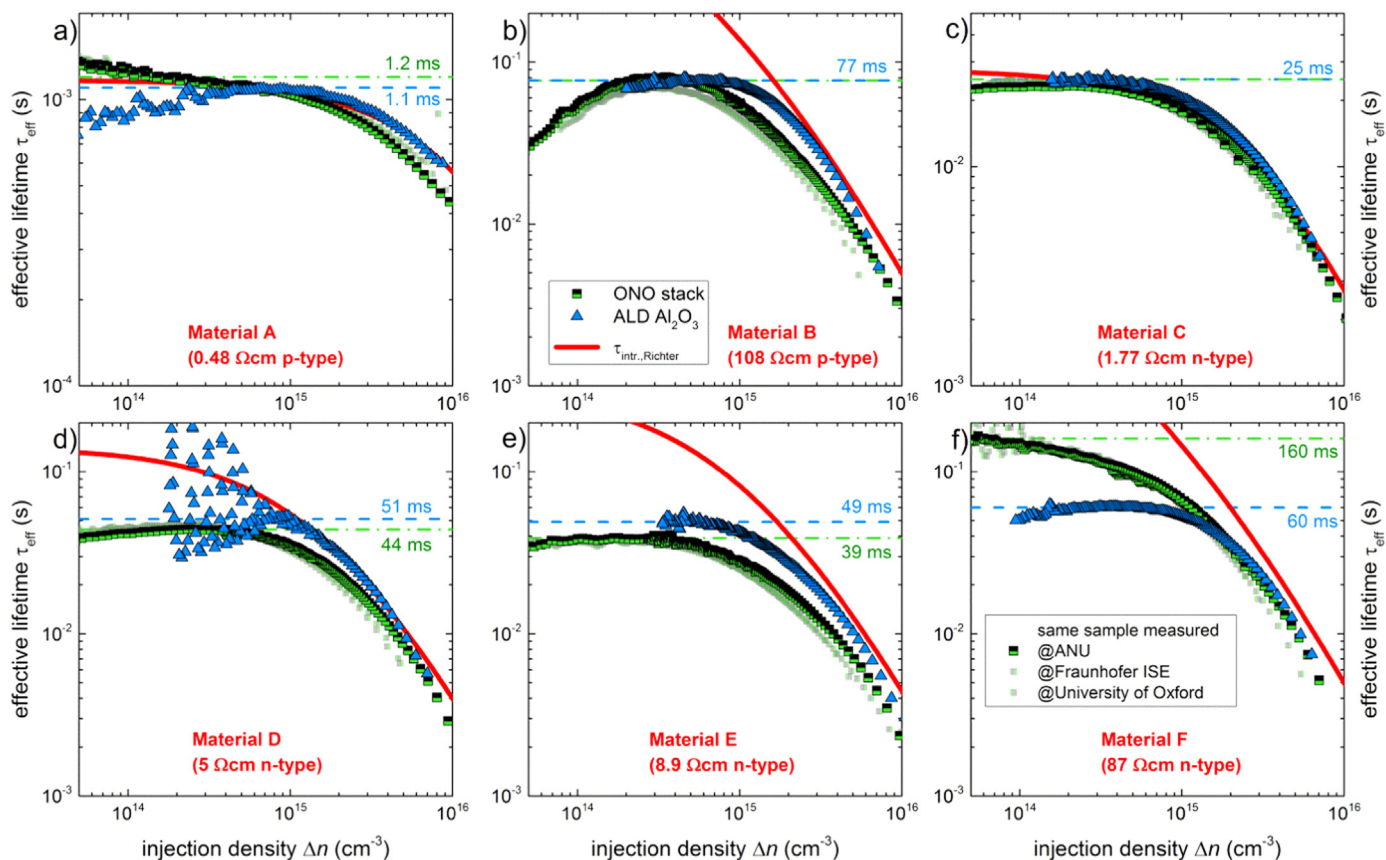 a)
1.2 ms
1.1 ms
10⁻³
10⁻⁴
effective lifetime τeff (s)
Material A
(0.48 Ωcm p-type)
10¹⁴
10¹⁵
10¹⁶
b)
77 ms
10⁻¹
10⁻²
10⁻³
ONO stack
ALD Al₂O₃
τintr.,Richter
Material B
(108 Ωcm p-type)
10¹⁴
10¹⁵
10¹⁶
c)
25 ms
10⁻²
10⁻³
effective lifetime τeff (s)
Material C
(1.77 Ωcm n-type)
10¹⁴
10¹⁵
10¹⁶
d)
51 ms
44 ms
10⁻¹
10⁻²
10⁻³
effective lifetime τeff (s)
Material D
(5 Ωcm n-type)
10¹⁴
10¹⁵
10¹⁶
injection density Δn (cm⁻³)
e)
49 ms
39 ms
10⁻¹
10⁻²
10⁻³
Material E
(8.9 Ωcm n-type)
10¹⁴
10¹⁵
10¹⁶
injection density Δn (cm⁻³)
f)
160 ms
60 ms
10⁻¹
10⁻²
10⁻³
effective lifetime τeff (s)
same sample measured
@ANU
@Fraunhofer ISE
@University of Oxford
Material F
(87 Ωcm n-type)
10¹⁴
10¹⁵
10¹⁶
injection density Δn (cm⁻³)